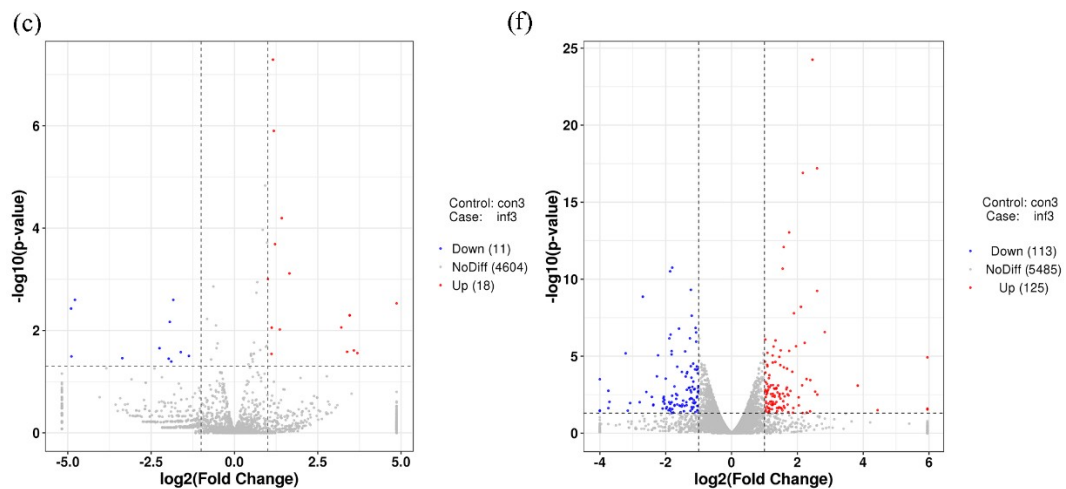 (c)
-log10(p-value)
6
4
2
0
-5.0
-2.5
0.0
2.5
5.0
log2(Fold Change)
Control: con3
Case: inf3
Down (11)
NoDiff (4604)
Up (18)
(f)
-log10(p-value)
25
20
15
10
5
0
-4
-2
0
2
4
6
log2(Fold Change)
Control: con3
Case: inf3
Down (113)
NoDiff (5485)
Up (125)